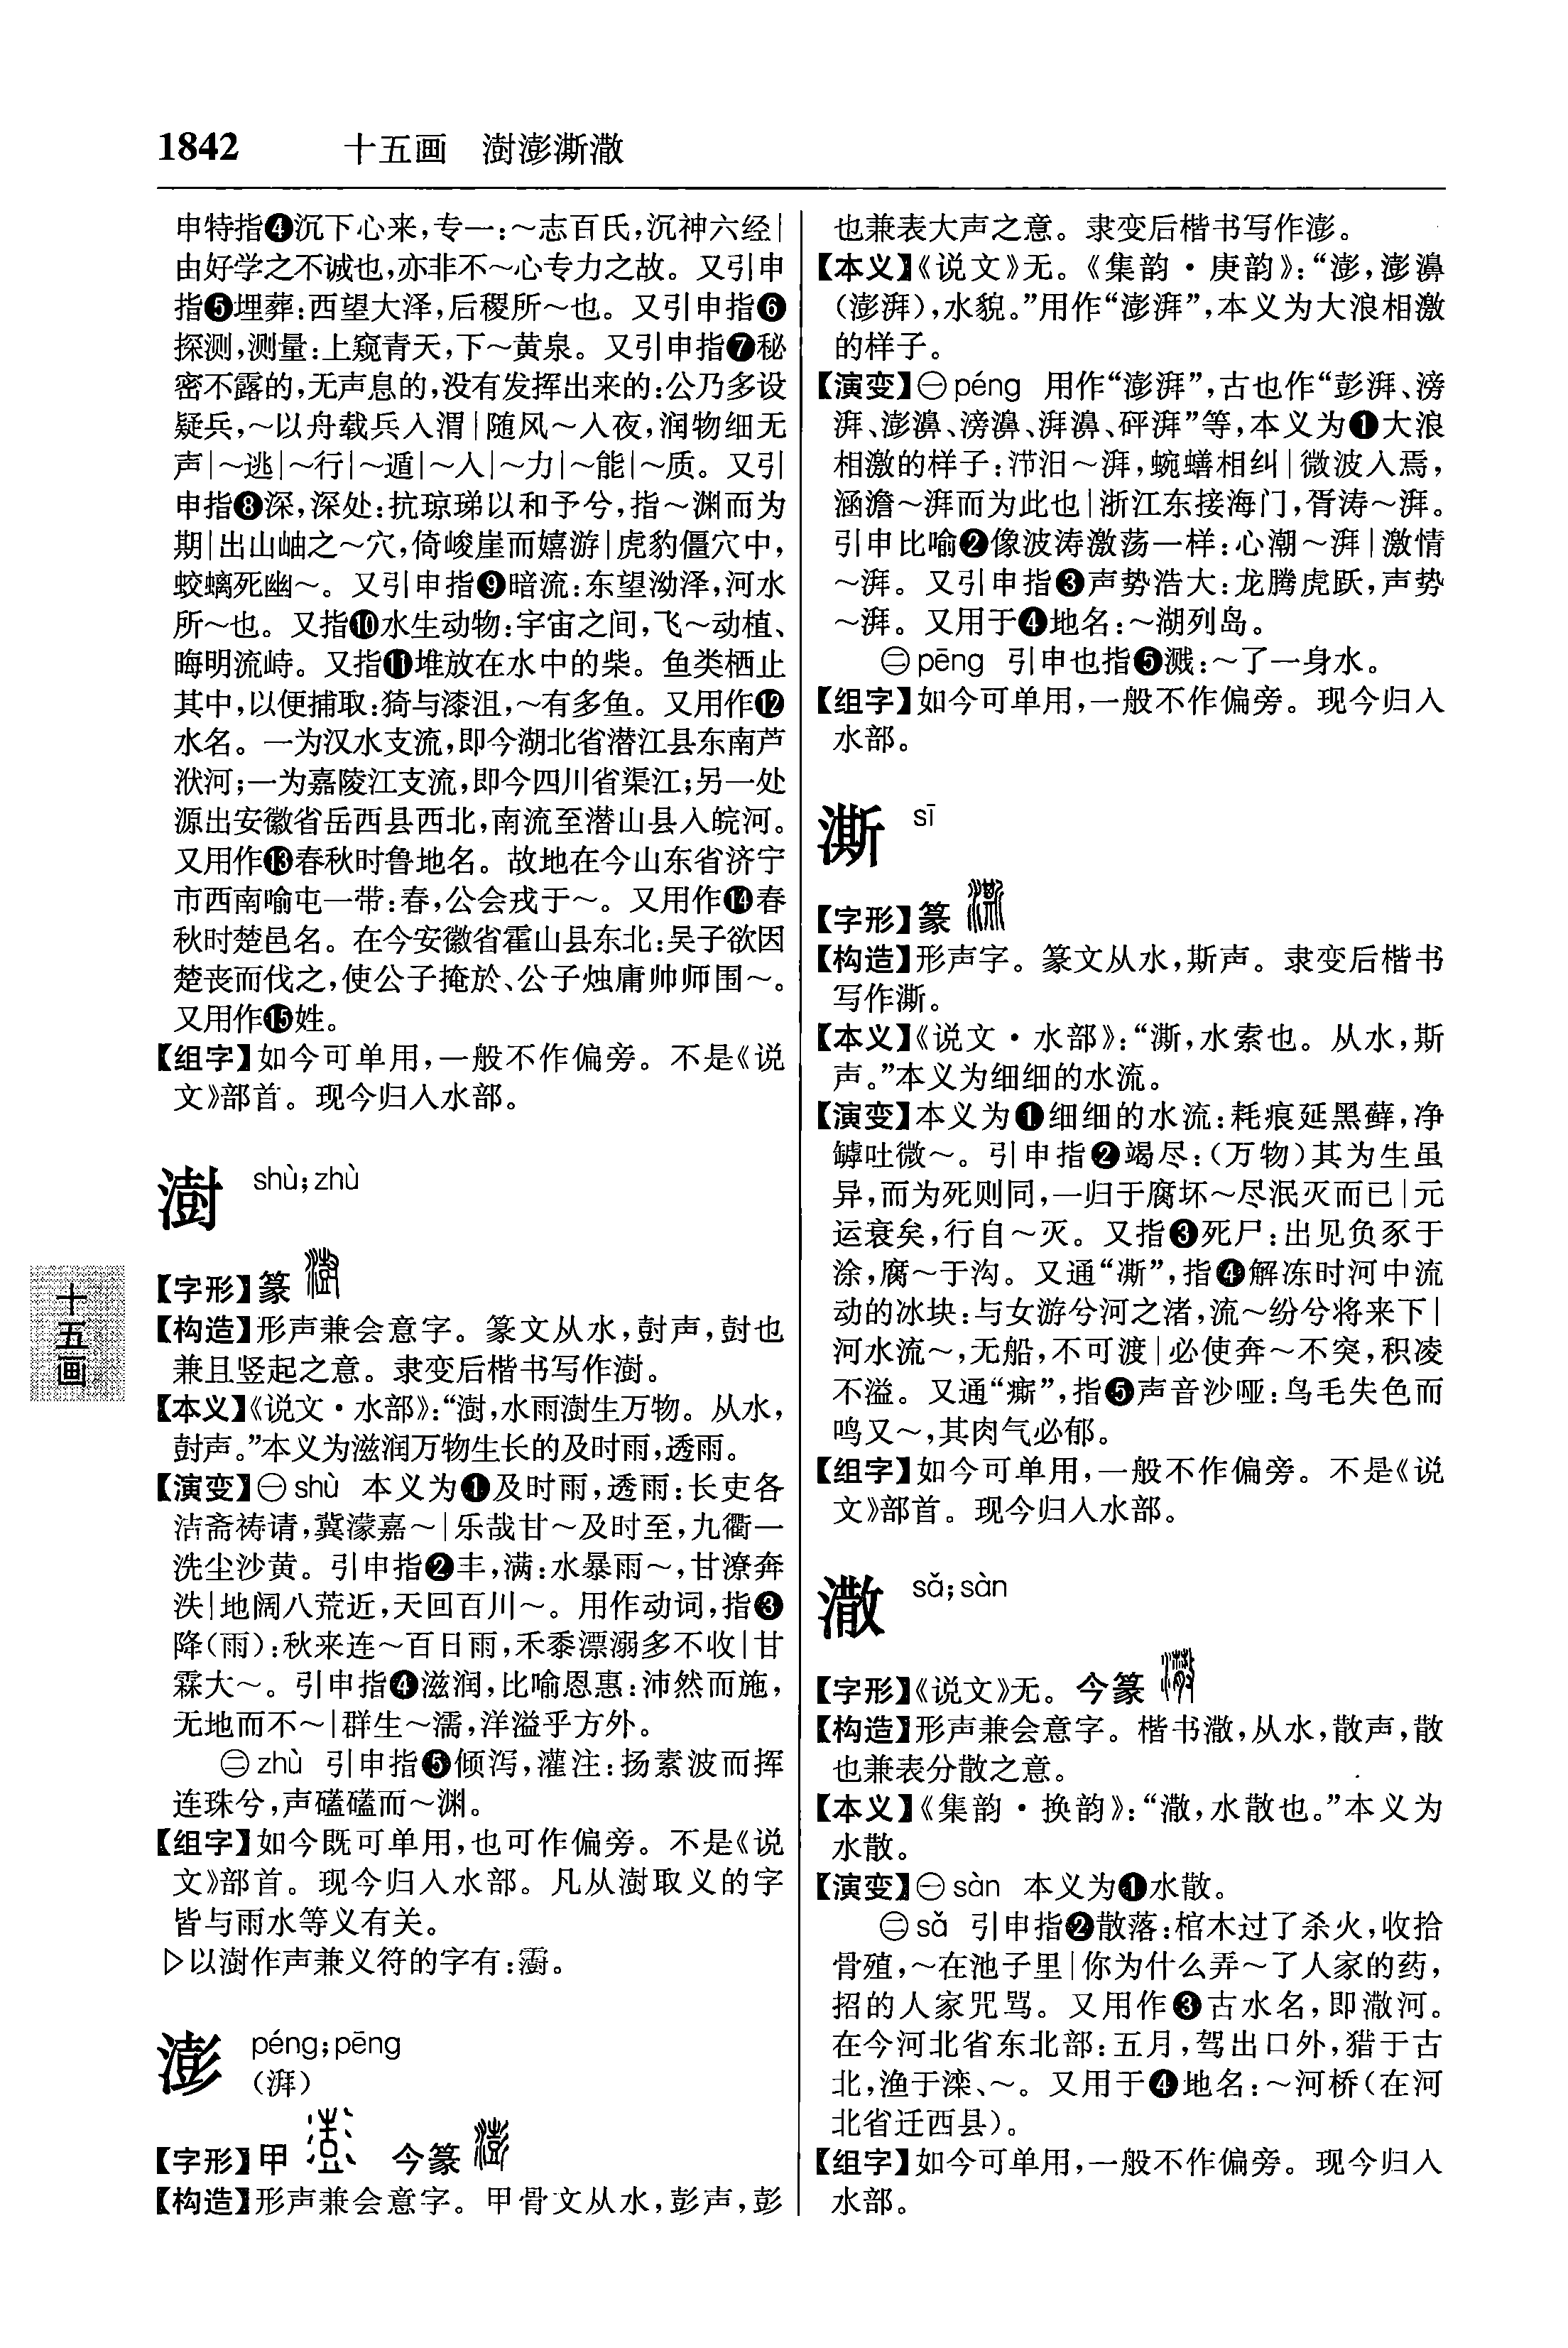 1842 十五画 澍澎澌潵
申特指❹沉下心来,专一:~志百氏,沉神六经|
由好学之不诚也,亦非不~心专力之故。又引申
指❺埋葬:西望大泽,后稷所~也。又引申指❻
探测,测量:上窥青天,下~黄泉。又引申指❼秘
密不露的,无声息的,没有发挥出来的:公乃多设
疑兵,~以舟载兵入渭|随风~入夜,润物细无
声|~逃|~行|~遁|~入|~力|~能|~质。又引
申指❽深,深处:抗琼珶以和予兮,指~渊而为
期|出山岫之~穴,倚峻崖而嬉游|虎豹僵穴中,
蛟螭死幽~。又引申指❾暗流:东望泑泽,河水
所~也。又指❿水生动物:宇宙之间,飞~动植、
晦明流峙。又指⓫堆放在水中的柴。鱼类栖止
其中,以便捕取:猗与漆沮,~有多鱼。又用作⓬
水名。一为汉水支流,即今湖北省潜江县东南芦
洑河;一为嘉陵江支流,即今四川省渠江;另一处
源出安徽省岳西县西北,南流至潜山县入皖河。
又用作⓭春秋时鲁地名。故地在今山东省济宁
市西南喻屯一带:春,公会戎于~。又用作⓮春
秋时楚邑名。在今安徽省霍山县东北:吴子欲因
楚丧而伐之,使公子掩於、公子烛庸帅师围~。
又用作⓯姓。
【组字】如今可单用,一般不作偏旁。不是《说
文》部首。现今归入水部。
澍 shù;zhù
【字形】篆
【构造】形声兼会意字。篆文从水,尌声,尌也
兼且竖起之意。隶变后楷书写作澍。
【本义】《说文·水部》:“澍,水雨澍生万物。从水,
尌声。”本义为滋润万物生长的及时雨,透雨。
【演变】㊀shù 本义为❶及时雨,透雨:长吏各
洁斋祷请,冀濛嘉~|乐哉甘~及时至,九衢一
洗尘沙黄。引申指❷丰,满:水暴雨~,甘潦奔
泆|地阔八荒近,天回百川~。用作动词,指❸
降(雨):秋来连~百日雨,禾黍漂溺多不收|甘
霖大~。引申指❹滋润,比喻恩惠:沛然而施,
无地而不~|群生~濡,洋溢乎方外。
㊁zhù 引申指❺倾泻,灌注:扬素波而挥
连珠兮,声礚礚而~渊。
【组字】如今既可单用,也可作偏旁。不是《说
文》部首。现今归入水部。凡从澍取义的字
皆与雨水等义有关。
▷以澍作声兼义符的字有:霔。
澎 péng;pēng
(湃)
【字形】甲 今篆
【构造】形声兼会意字。甲骨文从水,彭声,彭
也兼表大声之意。隶变后楷书写作澎。
【本义】《说文》无。《集韵·庚韵》:“澎,澎濞
(澎湃),水貌。”用作“澎湃”,本义为大浪相激
的样子。
【演变】㊀péng 用作“澎湃”,古也作“彭湃、滂
湃、澎濞、滂濞、湃濞、砰湃”等,本义为❶大浪
相激的样子:沛汨~湃,蜿蟮相纠|微波入焉,
涵澹~湃而为此也|浙江东接海门,胥涛~湃。
引申比喻❷像波涛激荡一样:心潮~湃|激情
~湃。又引申指❸声势浩大:龙腾虎跃,声势
~湃。又用于❹地名:~湖列岛。
㊁pēng 引申也指❺溅:~了一身水。
【组字】如今可单用,一般不作偏旁。现今归入
水部。
澌 sī
【字形】篆
【构造】形声字。篆文从水,斯声。隶变后楷书
写作澌。
【本义】《说文·水部》:“澌,水索也。从水,斯
声。”本义为细细的水流。
【演变】本义为❶细细的水流:耗痕延黑藓,净
罅吐微~。引申指❷竭尽:(万物)其为生虽
异,而为死则同,一归于腐坏~尽泯灭而已|元
运衰矣,行自~灭。又指❸死尸:出见负豕于
涂,腐~于沟。又通“凘”,指❹解冻时河中流
动的冰块:与女游兮河之渚,流~纷兮将来下|
河水流~,无船,不可渡|必使奔~不突,积凌
不溢。又通“癣”,指❺声音沙哑:鸟毛失色而
鸣又~,其肉气必郁。
【组字】如今可单用,一般不作偏旁。不是《说
文》部首。现今归入水部。
潵 sǎ;sàn
【字形】《说文》无。今篆
【构造】形声兼会意字。楷书潵,从水,散声,散
也兼表分散之意。
【本义】《集韵·换韵》:“潵,水散也。”本义为
水散。
【演变】㊀sàn 本义为❶水散。
㊁sǎ 引申指❷散落:棺木过了杀火,收拾
骨殖,~在池子里|你为什么弄~了人家的药,
招的人家咒骂。又用作❸古水名,即潵河。
在今河北省东北部:五月,驾出口外,猎于古
北,渔于滦、~。又用于❹地名:~河桥(在河
北省迁西县)。
【组字】如今可单用,一般不作偏旁。现今归入
水部。
十五画